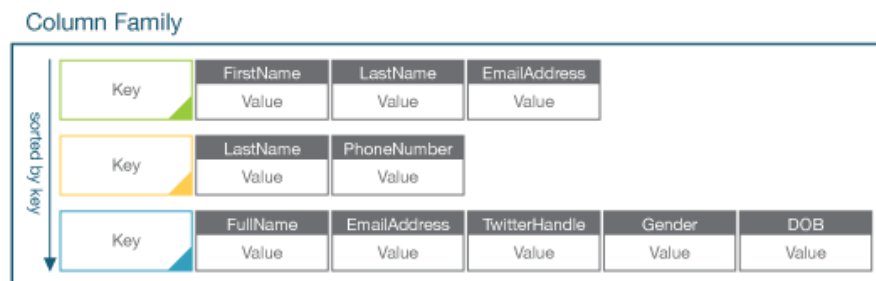 Column Family
sorted by key
Key
FirstName LastName EmailAddress
Value Value Value
Key
LastName PhoneNumber
Value Value
Key
FullName EmailAddress TwitterHandle Gender DOB
Value Value Value Value Value